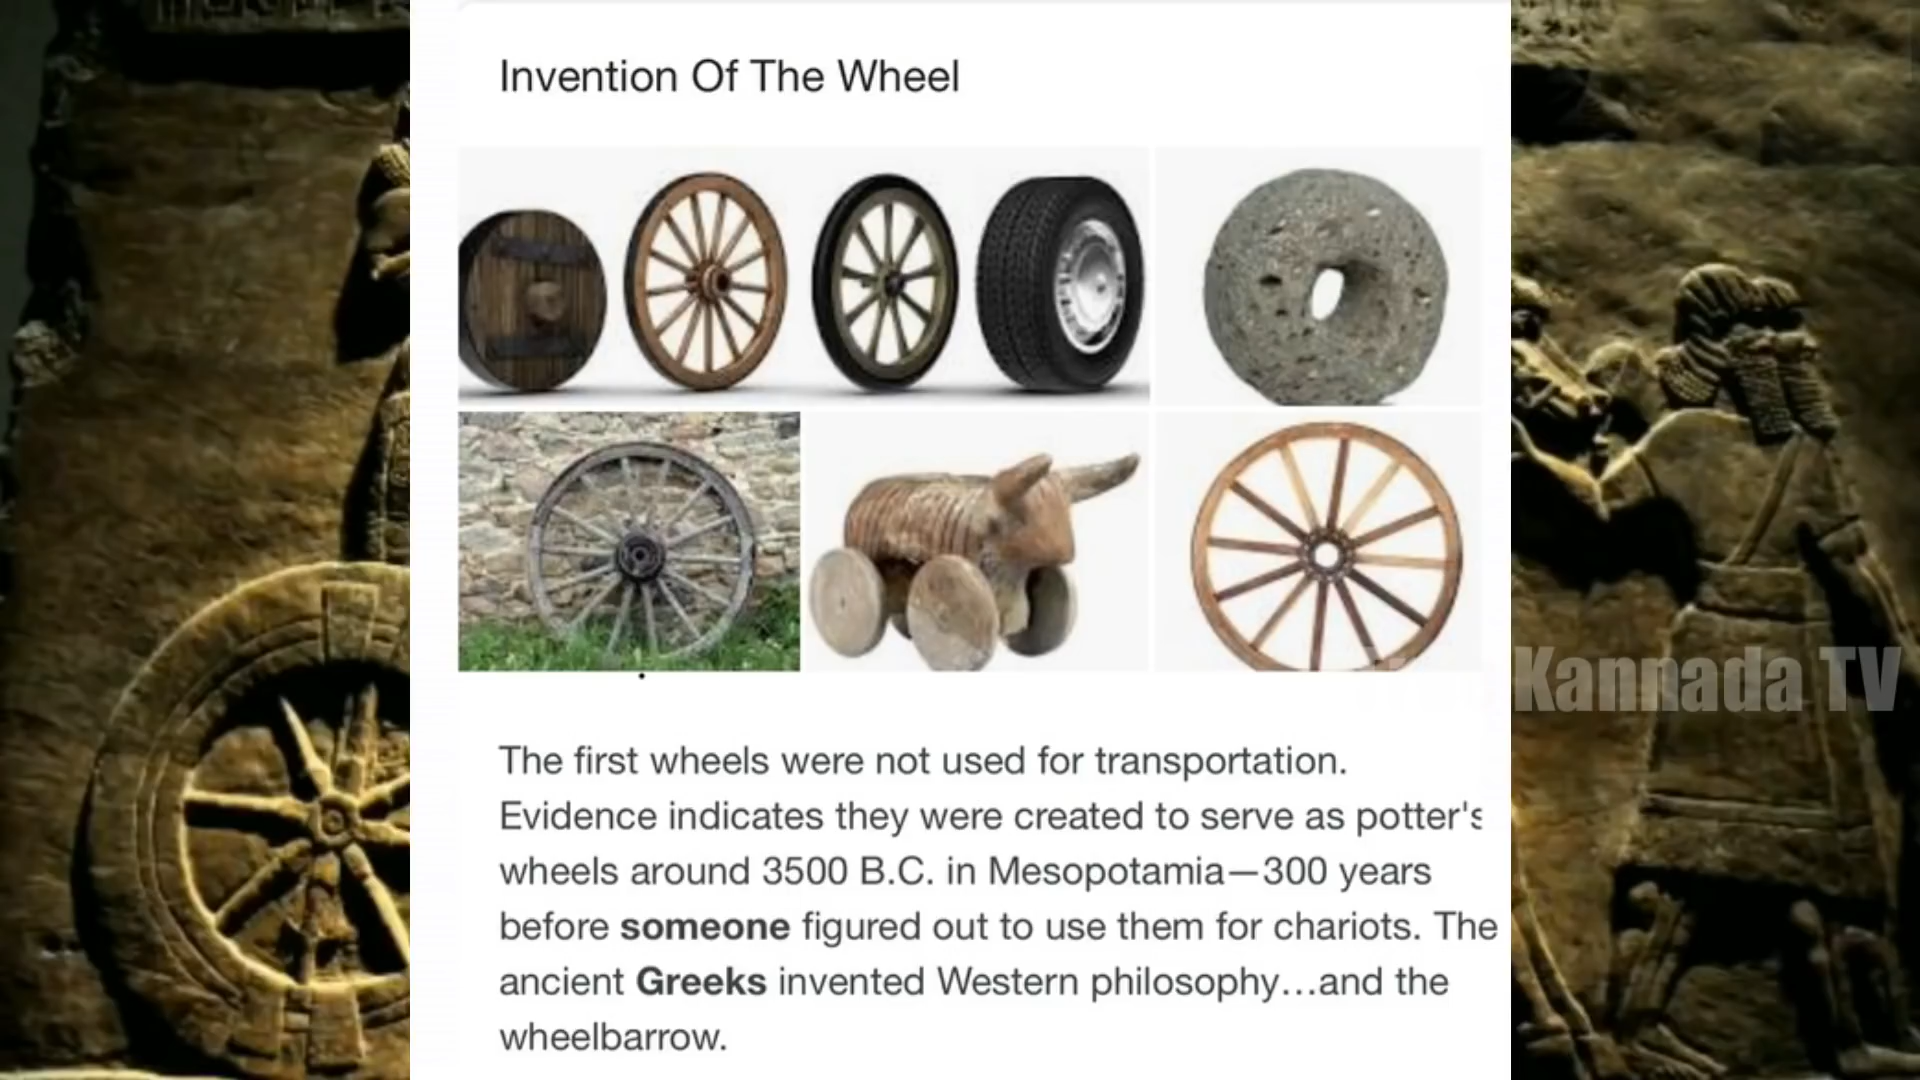 Invention Of The Wheel
Kannada TV
The first wheels were not used for transportation.
Evidence indicates they were created to serve as potter's
wheels around 3500 B.C. in Mesopotamia—300 years
before someone figured out to use them for chariots. The
ancient Greeks invented Western philosophy...and the
wheelbarrow.